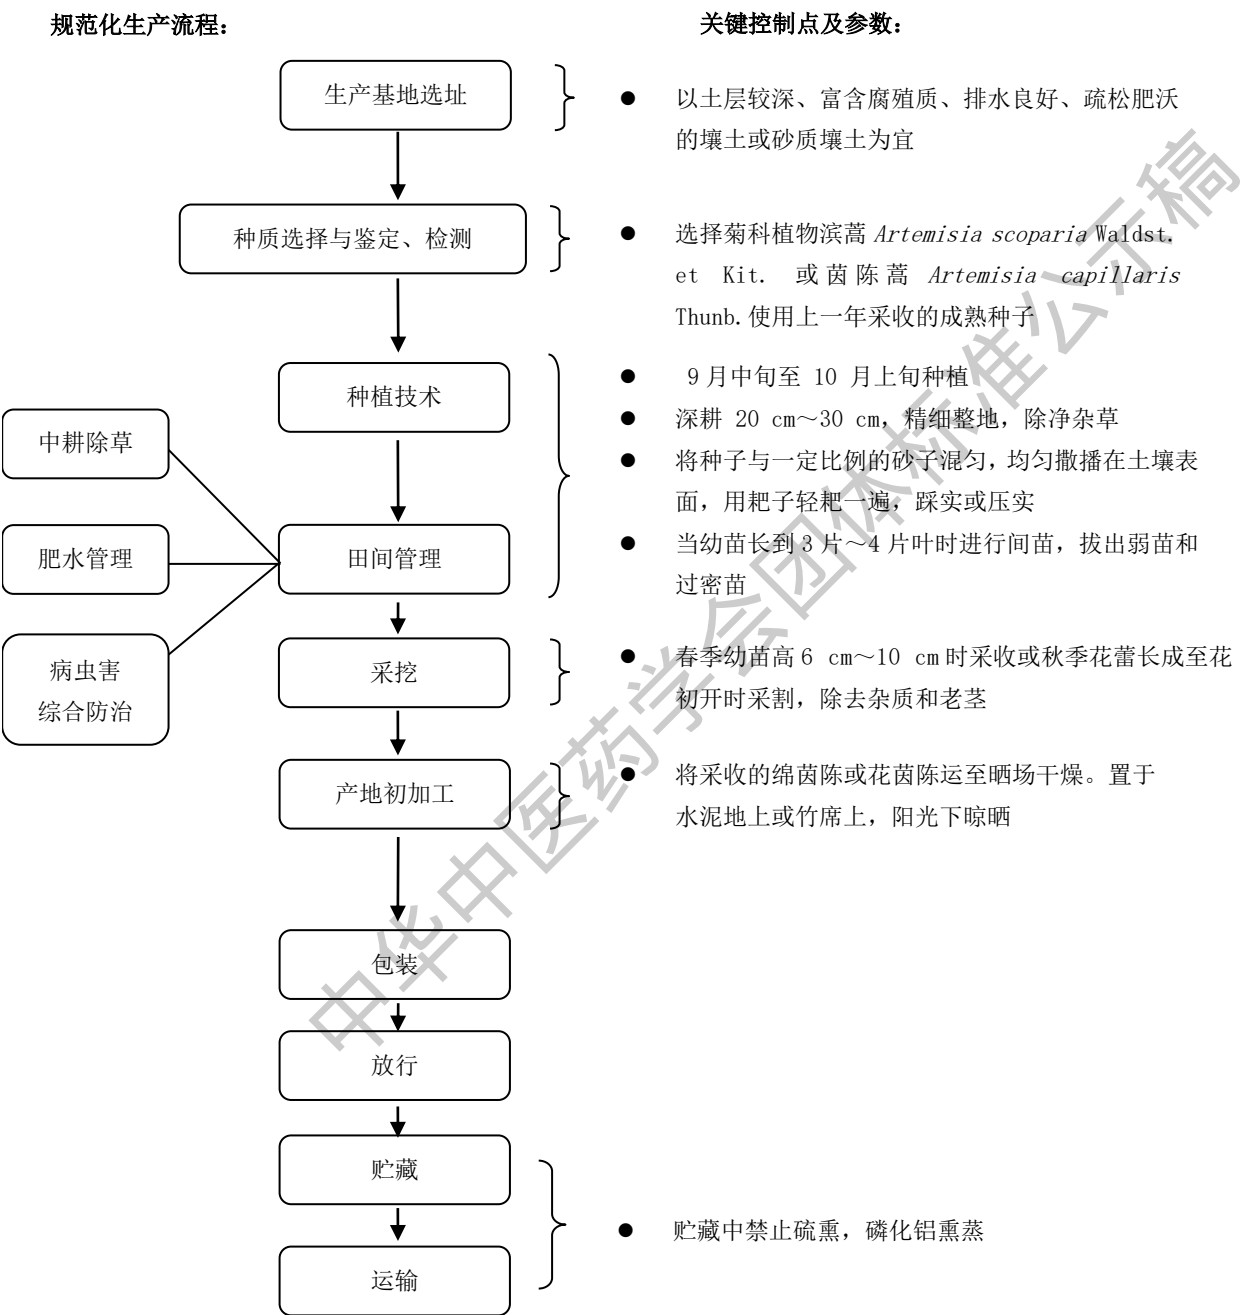 规范化生产流程：
关键控制点及参数：
生产基地选址
● 以土层较深、富含腐殖质、排水良好、疏松肥沃
的壤土或砂质壤土为宜
种质选择与鉴定、检测
● 选择菊科植物滨蒿 Artemisia scoparia Waldst.
et Kit. 或茵陈蒿 Artemisia capillaris
Thunb.使用上一年采收的成熟种子
种植技术
● 9月中旬至 10 月上旬种植
● 深耕 20 cm～30 cm，精细整地，除净杂草
● 将种子与一定比例的砂子混匀，均匀撒播在土壤表
面，用耙子轻耙一遍，踩实或压实
● 当幼苗长到3片～4片叶时进行间苗，拔出弱苗和
过密苗
中耕除草
肥水管理
田间管理
病虫害
综合防治
采挖
● 春季幼苗高6 cm～10 cm时采收或秋季花蕾长成至花
初开时采割，除去杂质和老茎
产地初加工
● 将采收的绵茵陈或花茵陈运至晒场干燥。置于
水泥地上或竹席上，阳光下晾晒
包装
放行
贮藏
● 贮藏中禁止硫熏，磷化铝熏蒸
运输
中华中医药学会团体标准公示稿